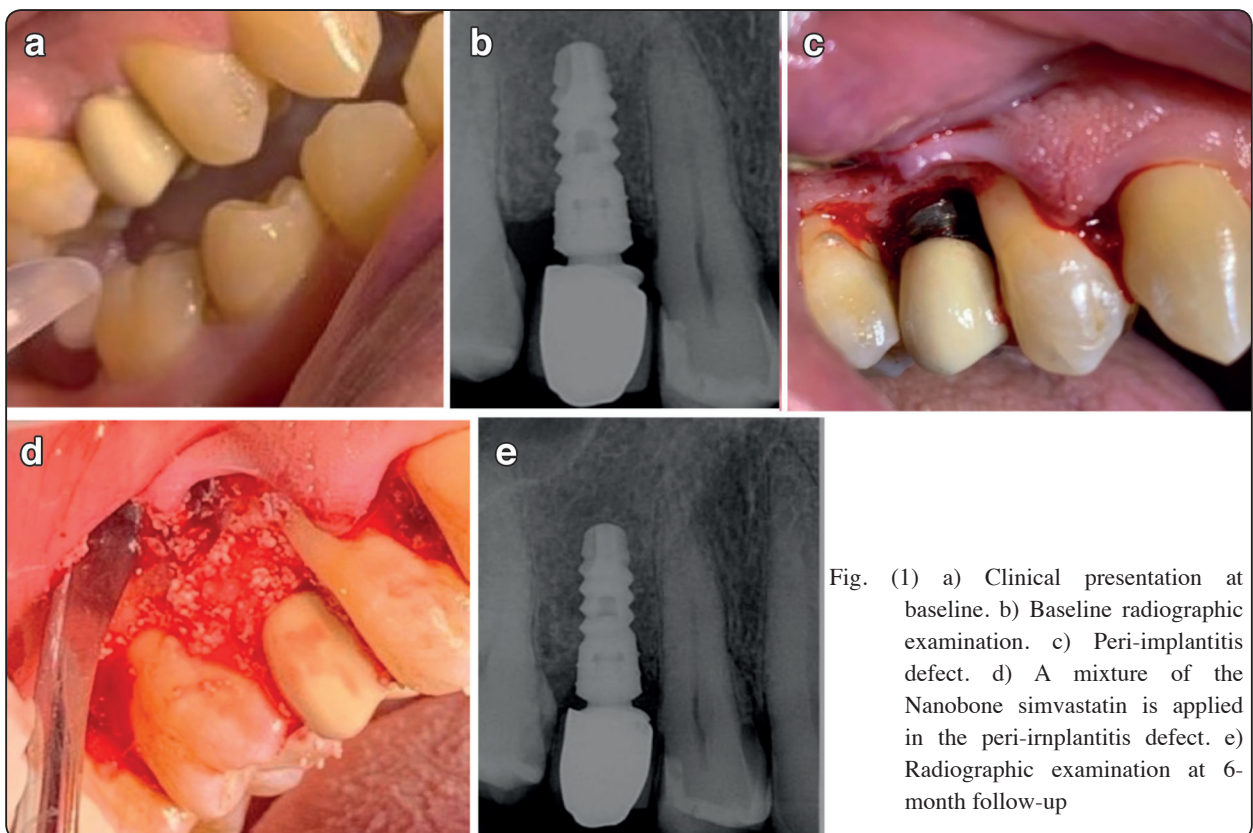 a
b
c
d
e
Fig. (1) a) Clinical presentation at
baseline. b) Baseline radiographic
examination. c) Peri-implantitis
defect. d) A mixture of the
Nanobone simvastatin is applied
in the peri-irnplantitis defect. e)
Radiographic examination at 6-
month follow-up